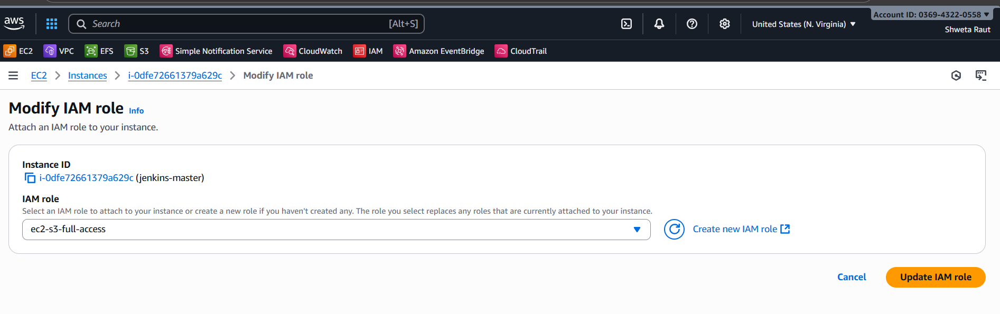 aws
Search [Alt+S]
United States (N. Virginia)
Account ID: 0369-4322-0558
Shweta Raut
EC2 VPC EFS S3 Simple Notification Service CloudWatch IAM Amazon EventBridge CloudTrail
EC2 Instances i-0dfe72661379a629c Modify IAM role
Modify IAM role Info
Attach an IAM role to your instance.
Instance ID
i-0dfe72661379a629c (jenkins-master)
IAM role
Select an IAM role to attach to your instance or create a new role if you haven't created any. The role you select replaces any roles that are currently attached to your instance.
ec2-s3-full-access
Create new IAM role
Cancel Update IAM role